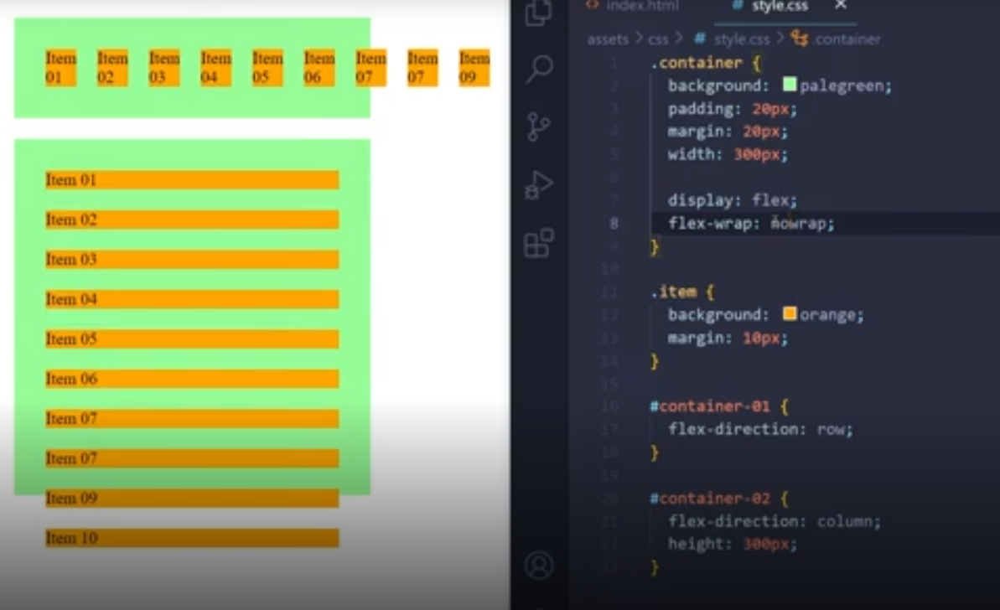 Item 01 Item 02 Item 03 Item 04 Item 05 Item 06 Item 07 Item 07 Item 09
Item 01
Item 02
Item 03
Item 04
Item 05
Item 06
Item 07
Item 07
Item 09
Item 10
index.html # style.css ×
assets > css > # style.css > .container
1 .container {
2 background: palegreen;
3 padding: 20px;
4 margin: 20px;
5 width: 300px;
6
7 display: flex;
8 flex-wrap: nowrap;
9 }
10
11 .item {
12 background: orange;
13 margin: 10px;
14 }
15
16 #container-01 {
17 flex-direction: row;
18 }
19
20 #container-02 {
21 flex-direction: column;
22 height: 300px;
23 }